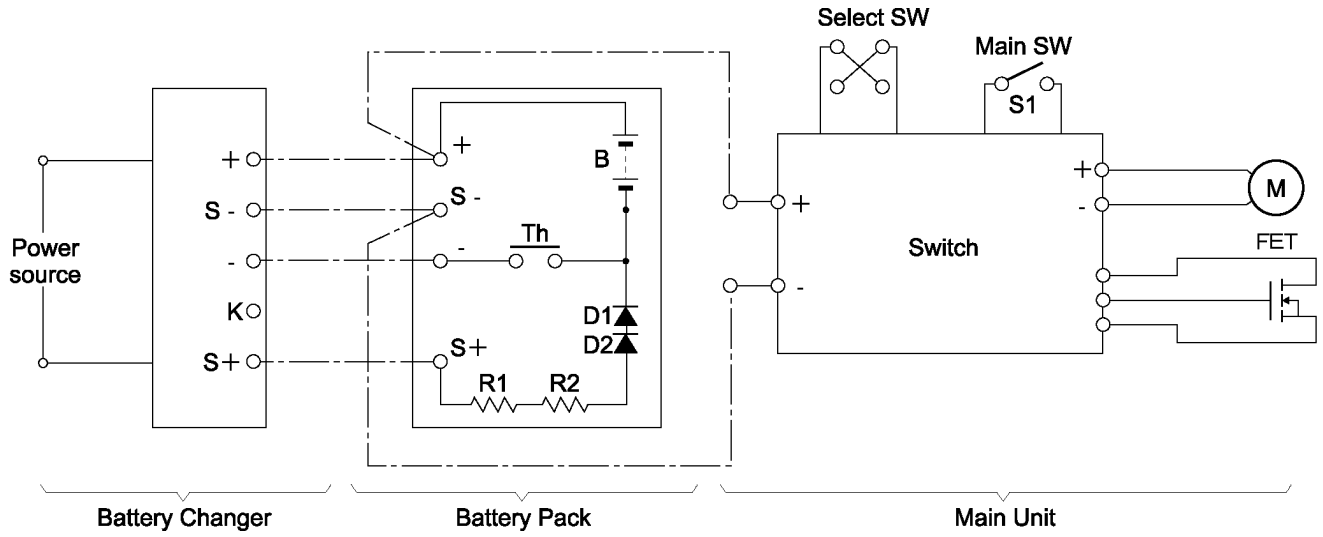 Select SW
Main SW
S1
+
S -
-
K
S+
Power
source
+
S -
-
S+
B
Th
D1
D2
R1 R2
+
-
Switch
+
-
M
FET
Battery Changer
Battery Pack
Main Unit